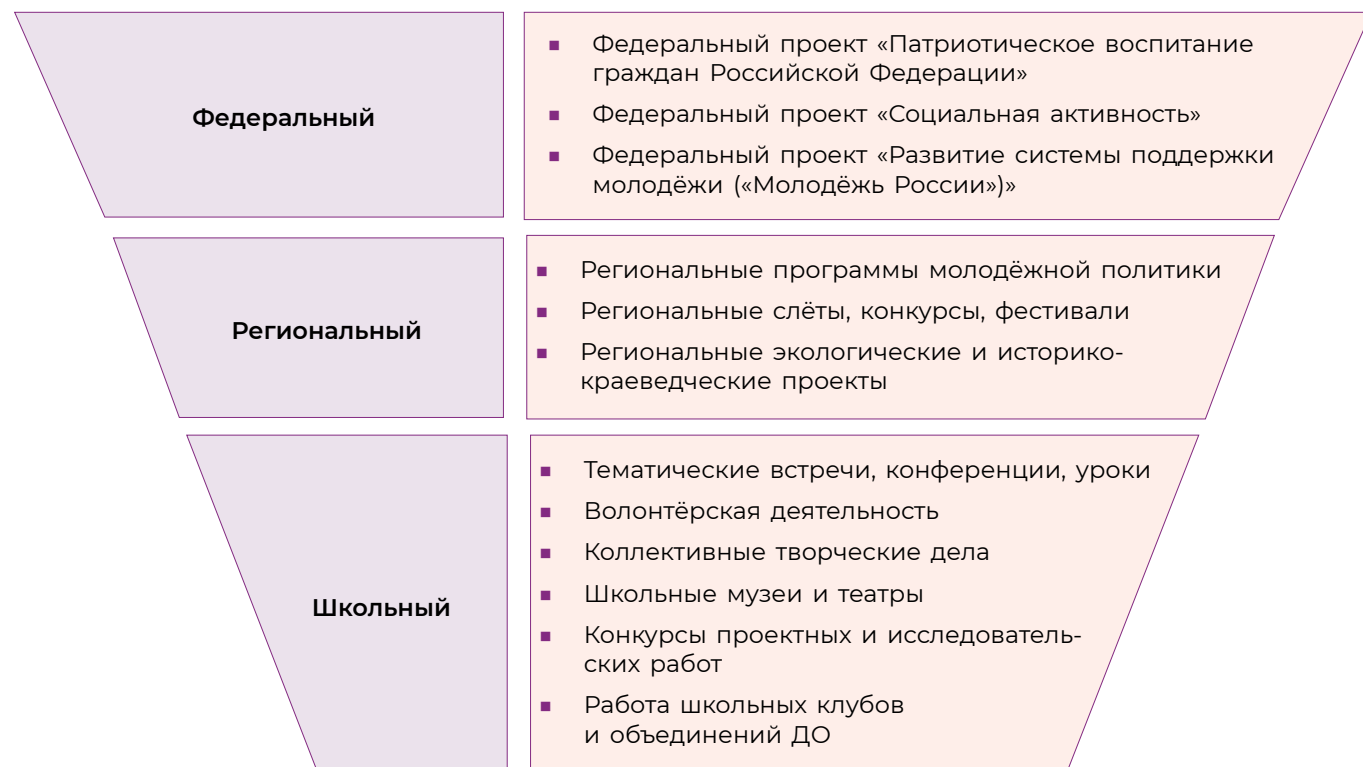 Федеральный
▪ Федеральный проект «Патриотическое воспитание
граждан Российской Федерации»
▪ Федеральный проект «Социальная активность»
▪ Федеральный проект «Развитие системы поддержки
молодёжи («Молодёжь России»)»
Региональный
▪ Региональные программы молодёжной политики
▪ Региональные слёты, конкурсы, фестивали
▪ Региональные экологические и историко-
краеведческие проекты
Школьный
▪ Тематические встречи, конференции, уроки
▪ Волонтёрская деятельность
▪ Коллективные творческие дела
▪ Школьные музеи и театры
▪ Конкурсы проектных и исследователь-
ских работ
▪ Работа школьных клубов
и объединений ДО